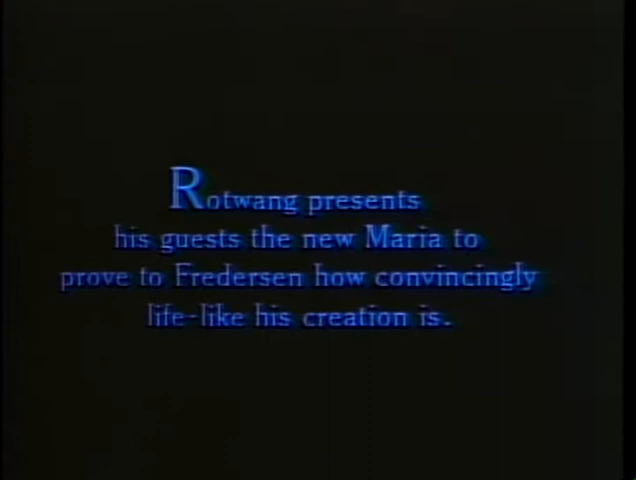 Rotwang presents
his guests the new Maria to
prove to Fredersen how convincingly
life-like his creation is.